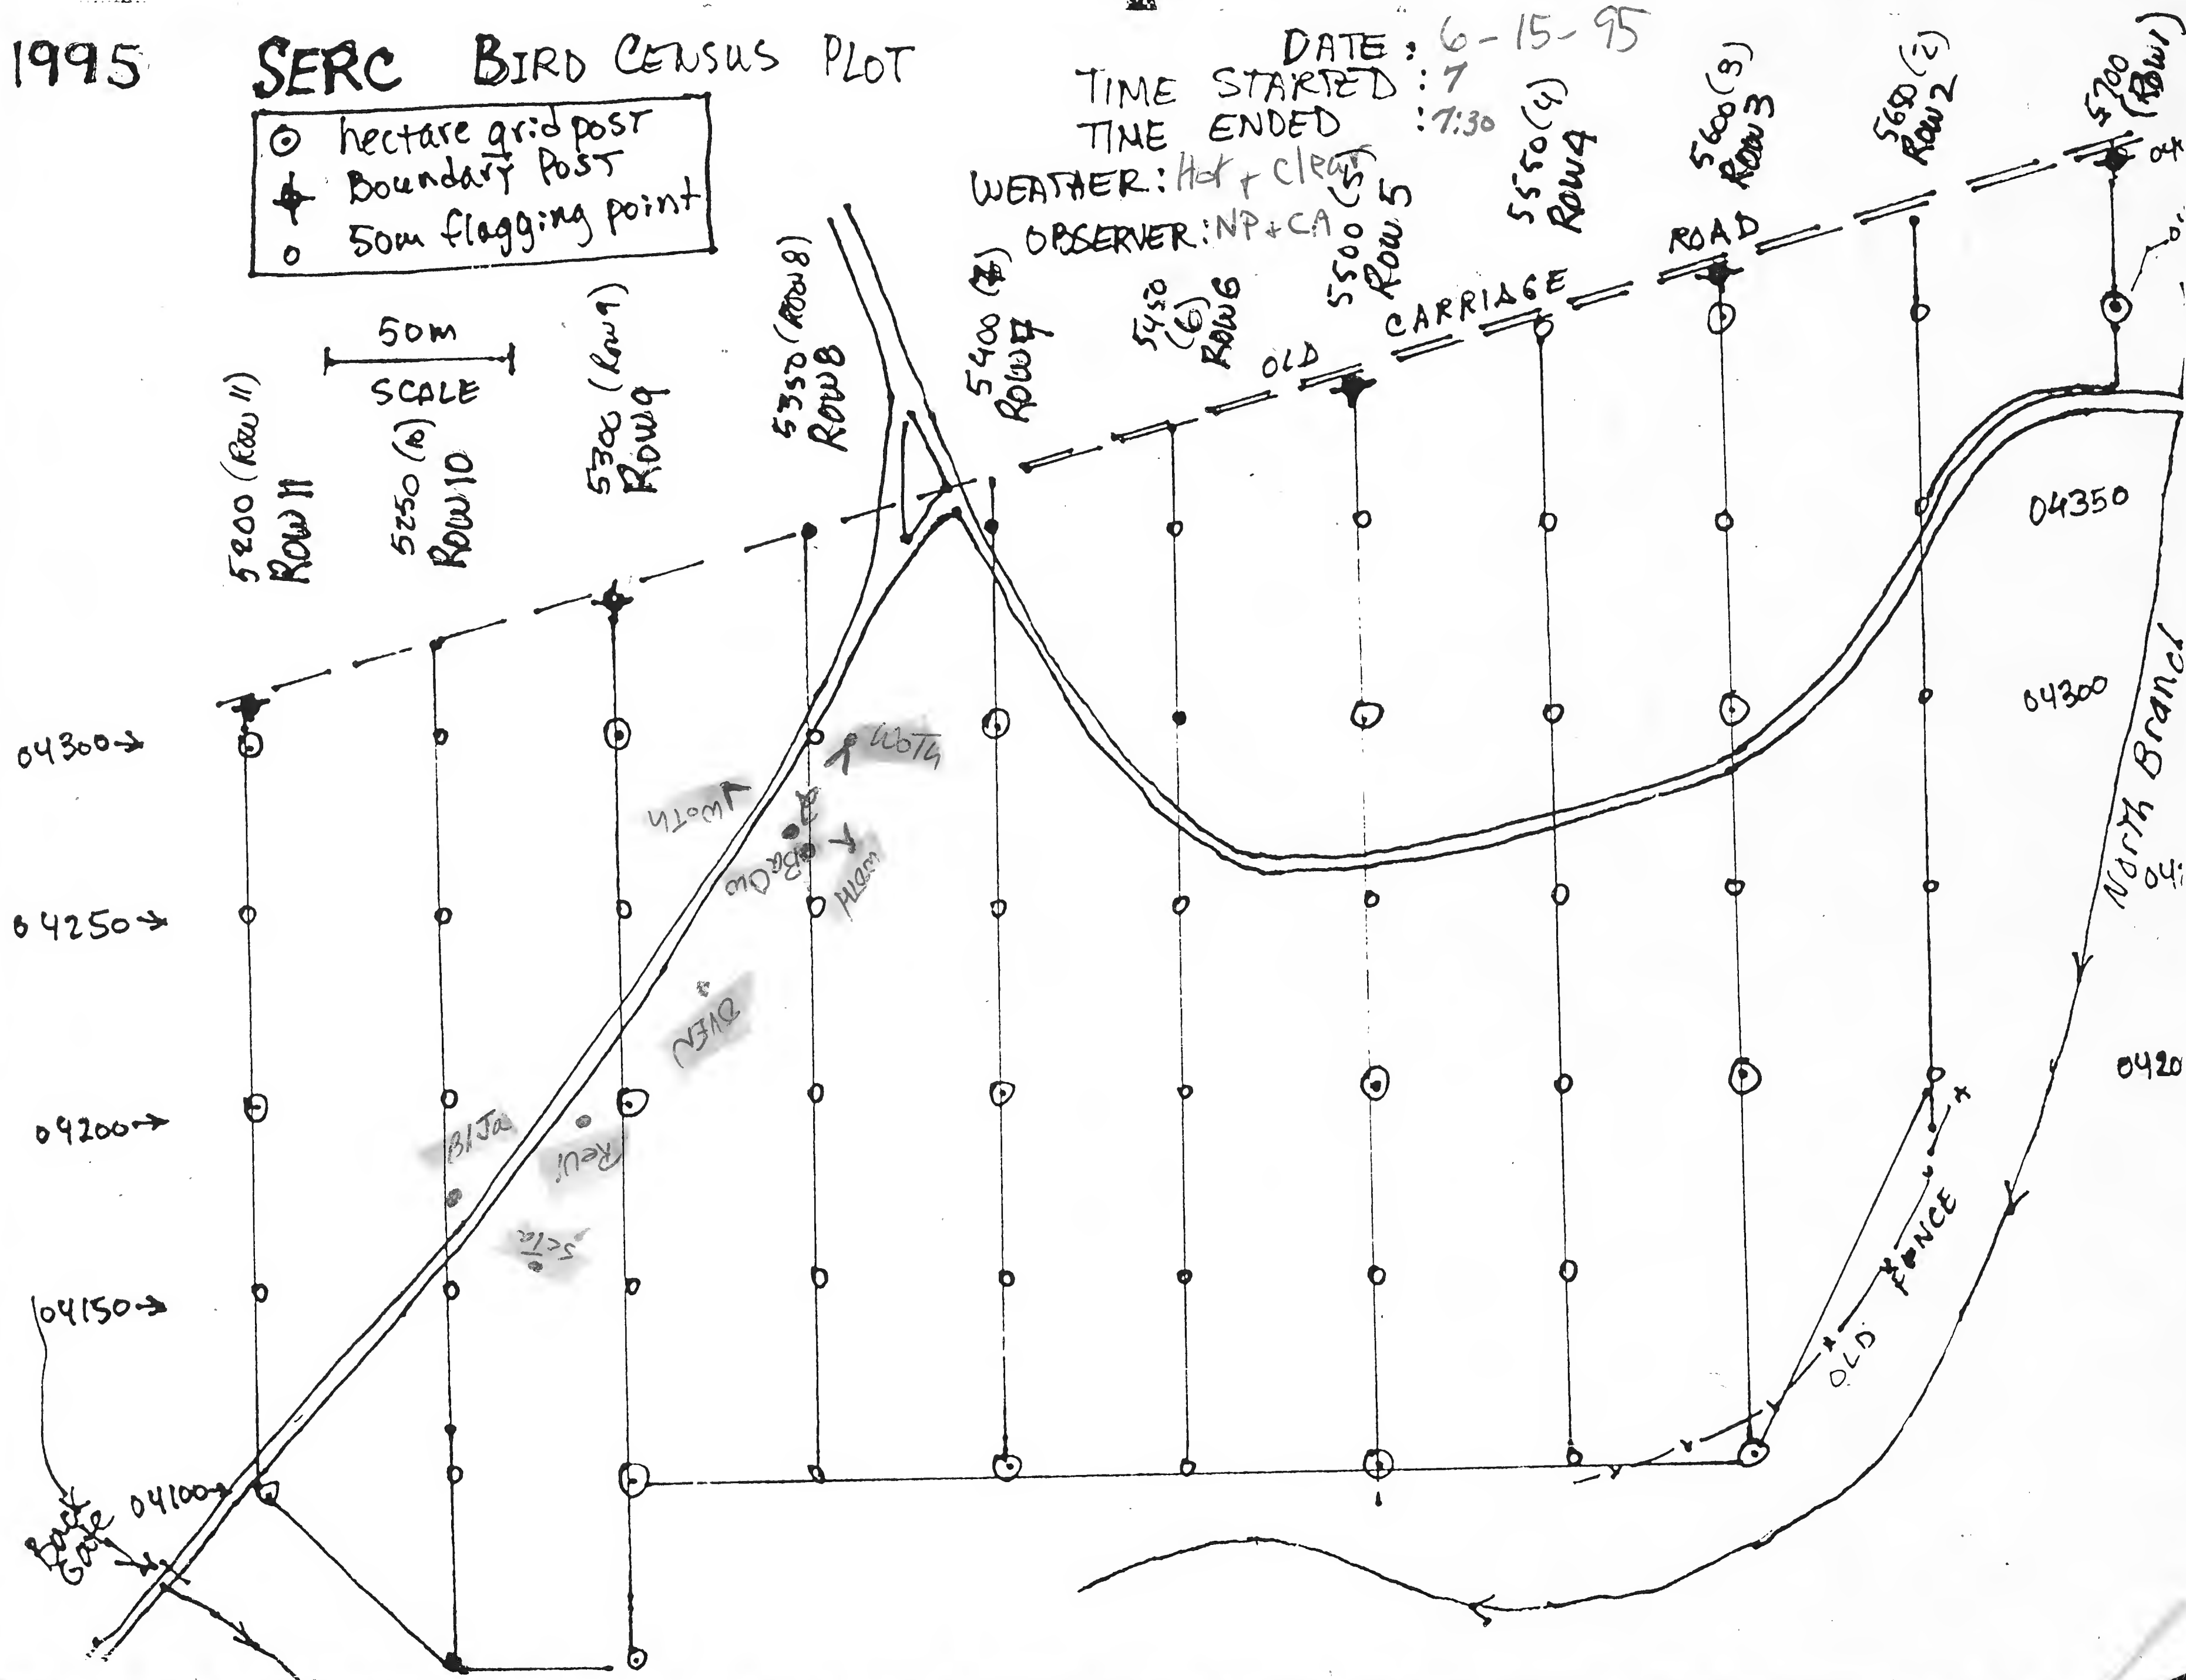 1995 SERC BIRD CENSUS PLOT
DATE: 6-15-95
TIME STARTED: 7
TIME ENDED: 7:30
WEATHER: Hot + clear
OBSERVER: NP + CA
hectare grid post
Boundary Post
50m flagging point
50m
SCALE
5200 (Row 11)
Row 11
5250 (10)
Row 10
5300 (Row 9)
Row 9
5350 (Row 8)
Row 8
5400 (7)
Row 7
5450 (6)
Row 6
5500 (5)
Row 5
5550 (4)
Row 4
5600 (3)
Row 3
5650 (2)
Row 2
5700 (Row 1)
OLD CARRIAGE ROAD
04350
04300
04300
North Branch
04250
0420
04200
04150
04100
Back Gate
OLD FENCE
WoTh
WoTh
2
BaOw
WOTH
OVEN
BlJa
ReVi
ScTa